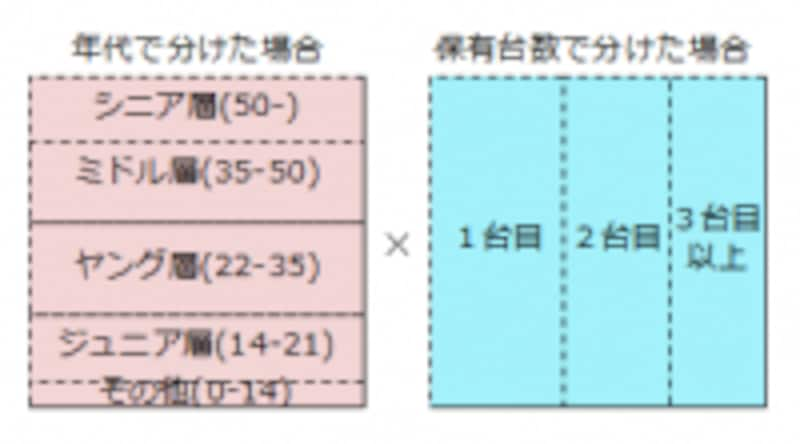 年代で分けた場合
シニア層(50-)
ミドル層(35-50)
ヤング層(22-35)
ジュニア層(14-21)
その他(0-14)
×
保有台数で分けた場合
1台目
2台目
3台目
以上